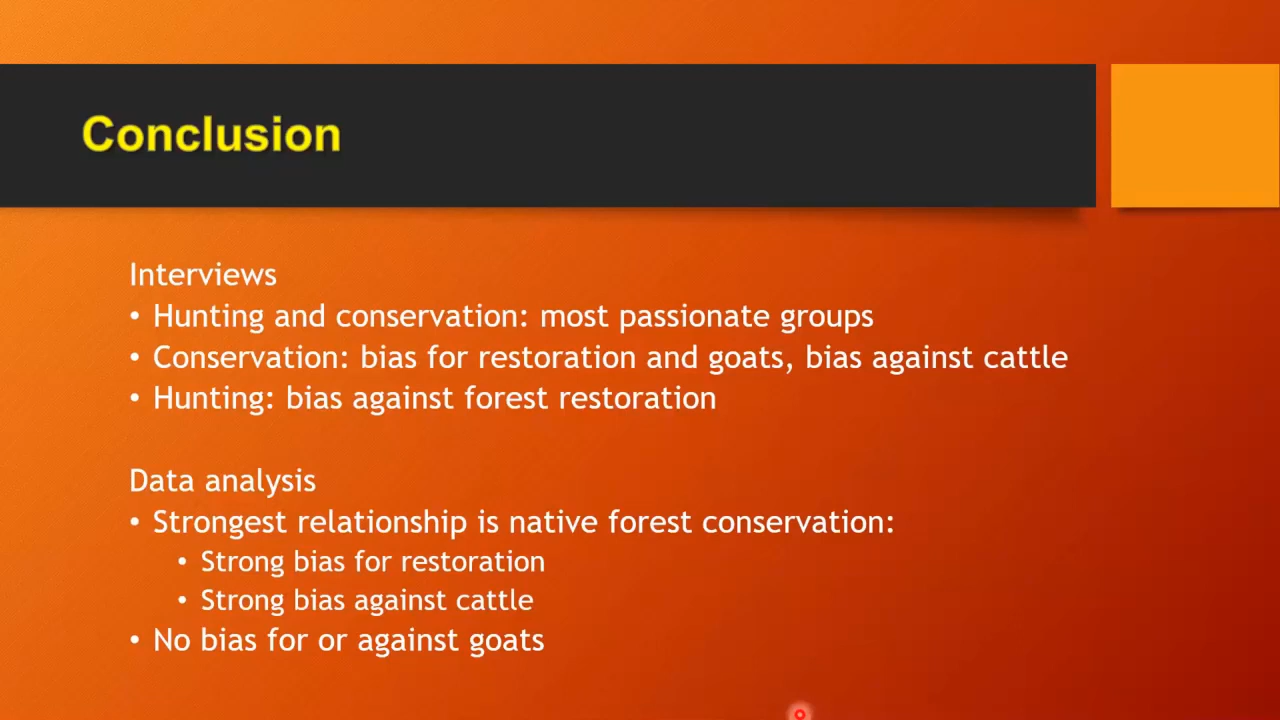 Conclusion
Interviews
• Hunting and conservation: most passionate groups
• Conservation: bias for restoration and goats, bias against cattle
• Hunting: bias against forest restoration
Data analysis
• Strongest relationship is native forest conservation:
• Strong bias for restoration
• Strong bias against cattle
• No bias for or against goats